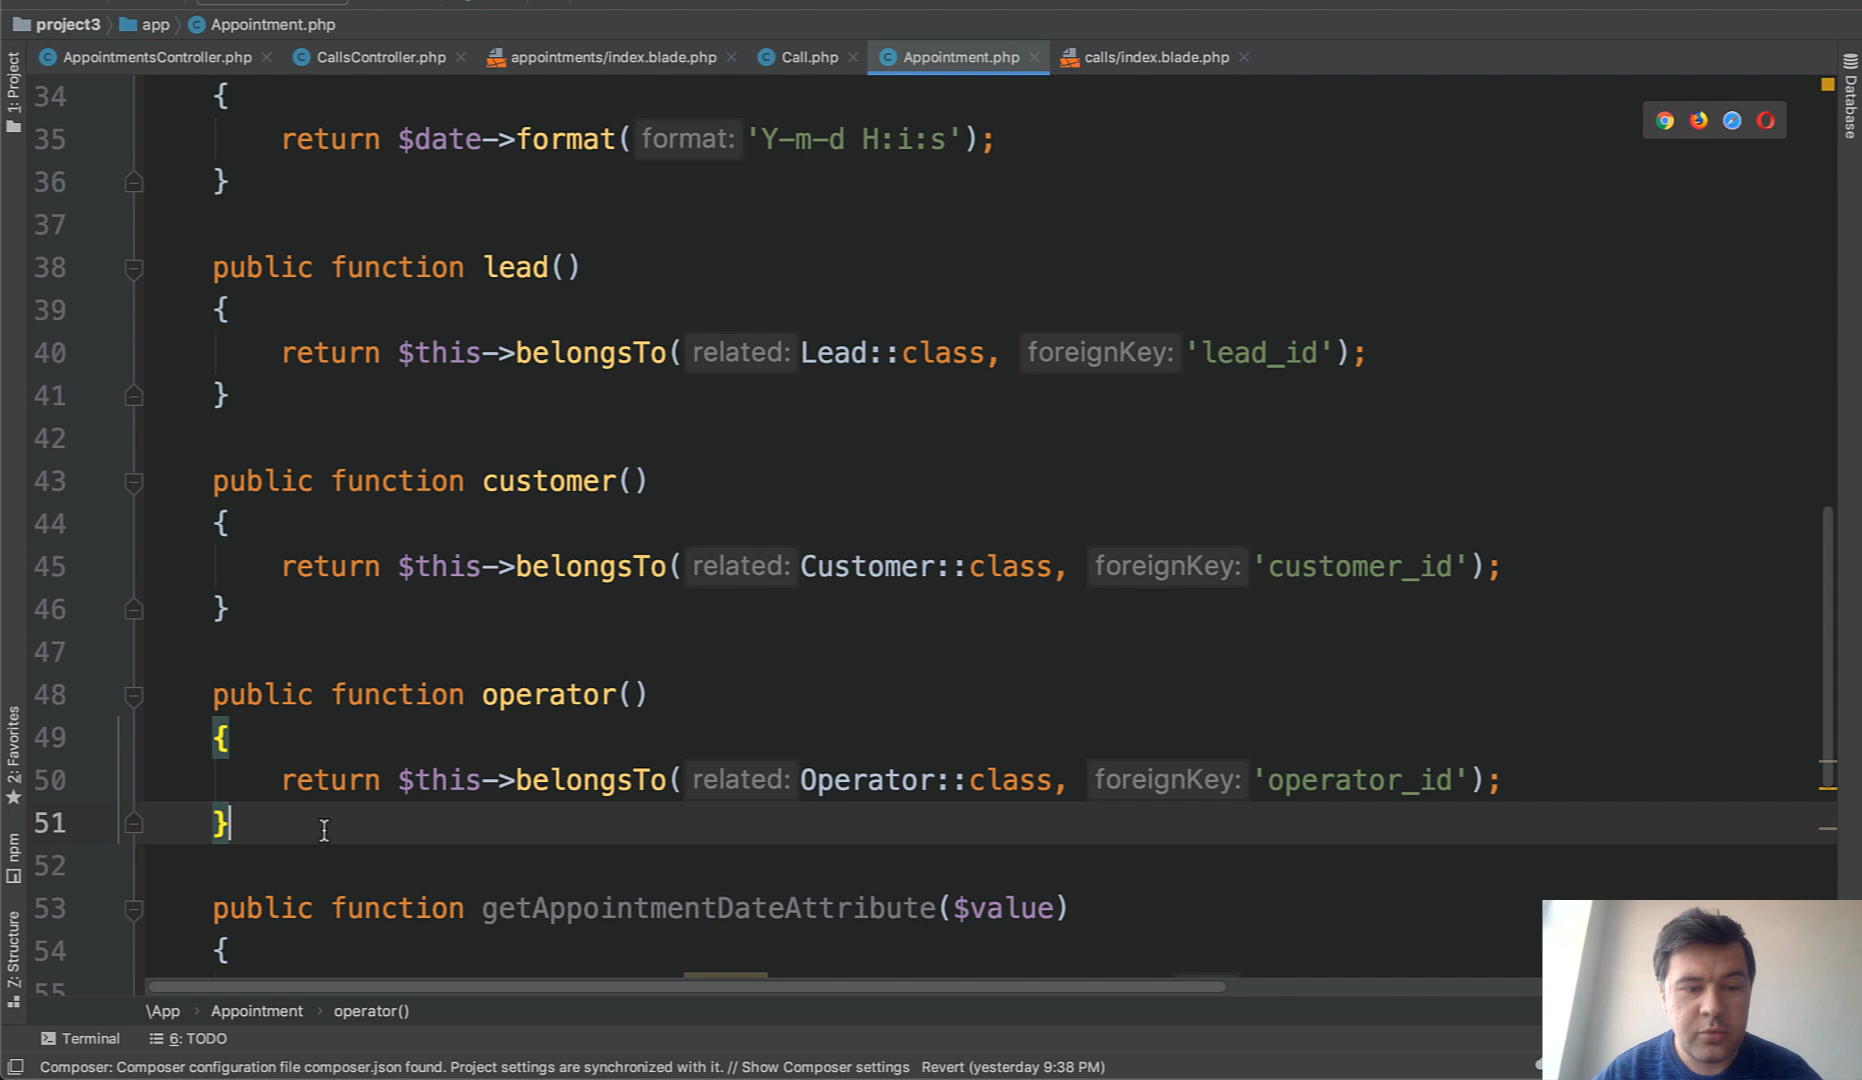 project3 app Appointment.php
AppointmentsController.php CallsController.php appointments/index.blade.php Call.php Appointment.php calls/index.blade.php
1: Project
Database
34 {
35 return $date->format( format: 'Y-m-d H:i:s');
36 }
37
38 public function lead()
39 {
40 return $this->belongsTo( related: Lead::class, foreignKey: 'lead_id');
41 }
42
43 public function customer()
44 {
45 return $this->belongsTo( related: Customer::class, foreignKey: 'customer_id');
46 }
47
48 public function operator()
49 {
50 return $this->belongsTo( related: Operator::class, foreignKey: 'operator_id');
51 }
52
53 public function getAppointmentDateAttribute($value)
54 {
55
2: Favorites
npm
Z: Structure
\App Appointment operator()
Terminal 6: TODO
Composer: Composer configuration file composer.json found. Project settings are synchronized with it. // Show Composer settings Revert (yesterday 9:38 PM)